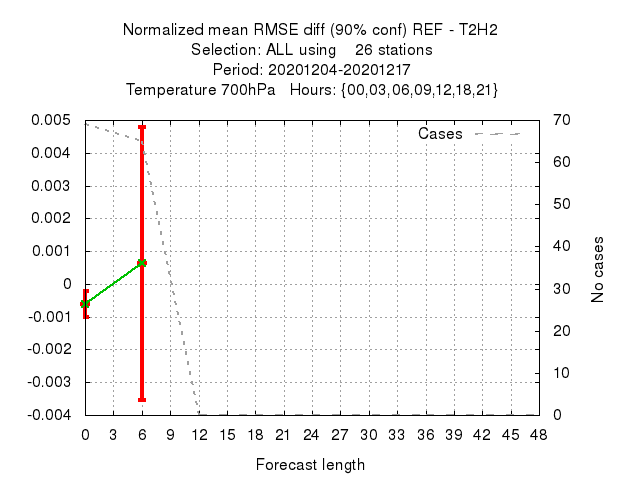 Normalized mean RMSE diff (90% conf) REF - T2H2
Selection: ALL using    26 stations
Period: 20201204-20201217
Temperature 700hPa   Hours: {00,03,06,09,12,18,21}
0.005
0.004
0.003
0.002
0.001
0
-0.001
-0.002
-0.003
-0.004
Cases
70
60
50
40
30
20
10
0
No cases
0 3 6 9 12 15 18 21 24 27 30 33 36 39 42 45 48
Forecast length